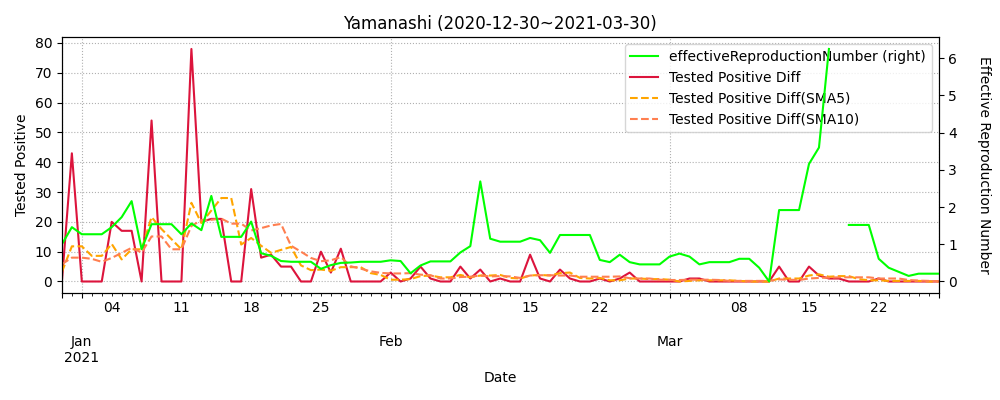 Yamanashi (2020-12-30~2021-03-30)
effectiveReproductionNumber (right)
Tested Positive Diff
Tested Positive Diff(SMA5)
Tested Positive Diff(SMA10)
Tested Positive
80
70
60
50
40
30
20
10
0
Effective Reproduction Number
6
5
4
3
2
1
0
04 11 18 25 08 15 22 08 15 22
Jan Feb Mar
2021
Date